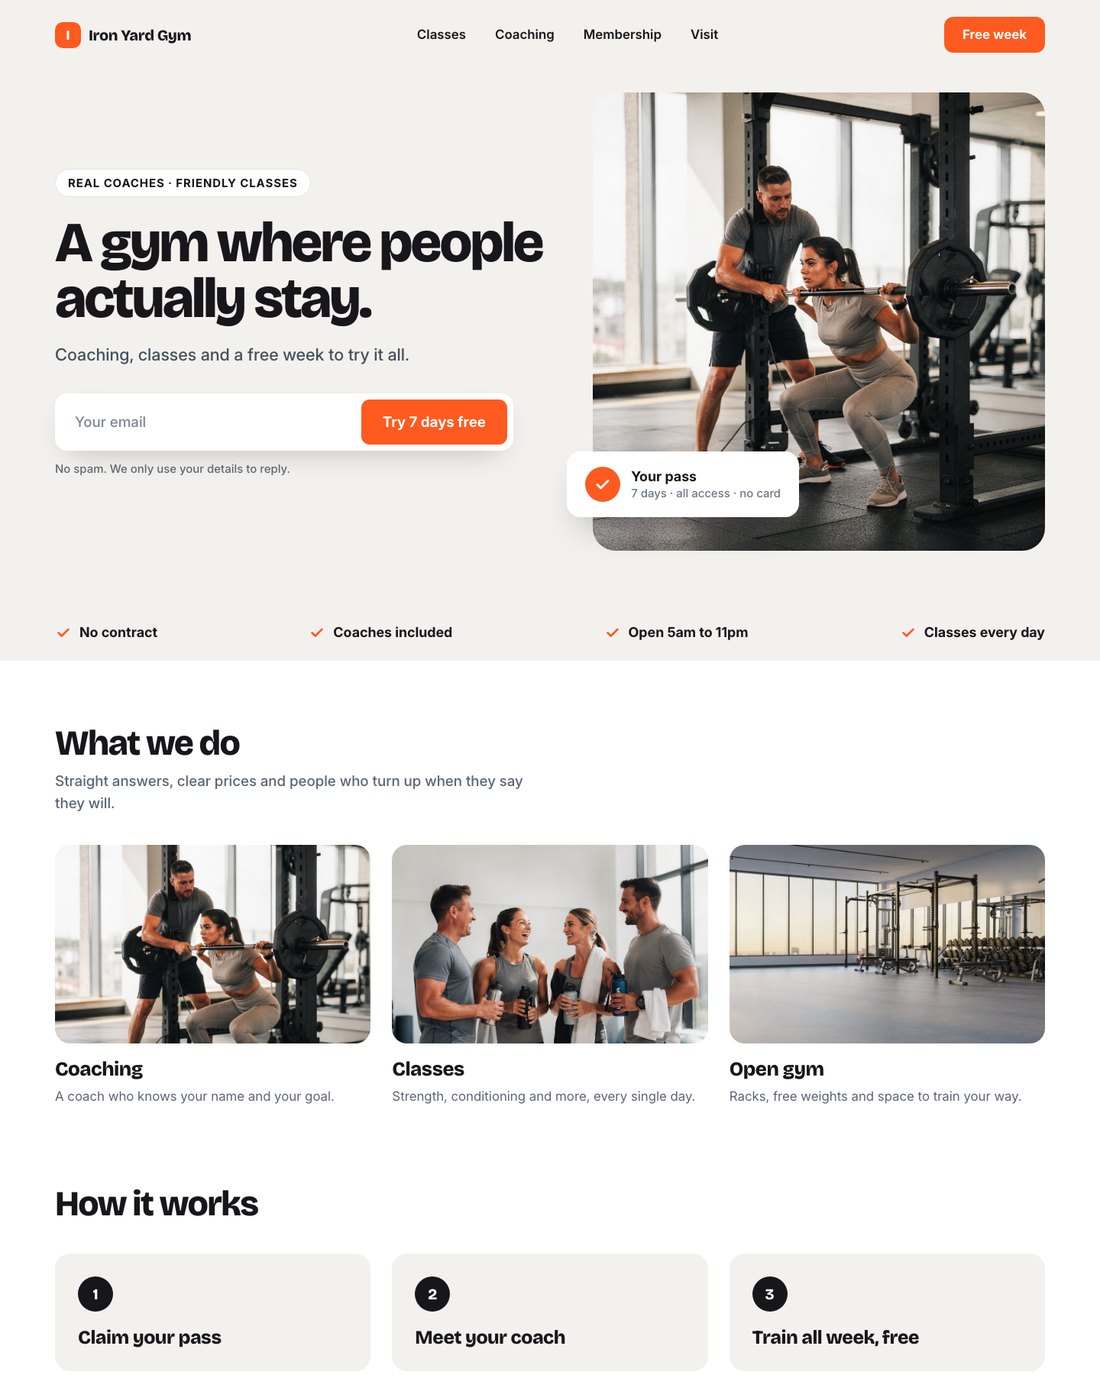 I Iron Yard Gym
Classes Coaching Membership Visit
Free week
REAL COACHES · FRIENDLY CLASSES
A gym where people
actually stay.
Coaching, classes and a free week to try it all.
Your email
Try 7 days free
No spam. We only use your details to reply.
Your pass
7 days · all access · no card
No contract
Coaches included
Open 5am to 11pm
Classes every day
What we do
Straight answers, clear prices and people who turn up when they say
they will.
Coaching
A coach who knows your name and your goal.
Classes
Strength, conditioning and more, every single day.
Open gym
Racks, free weights and space to train your way.
How it works
1
Claim your pass
2
Meet your coach
3
Train all week, free